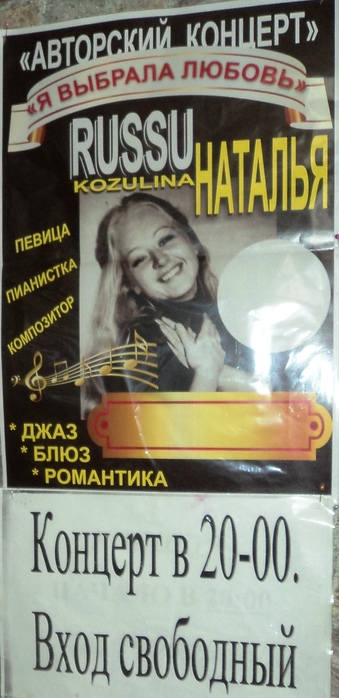 «АВТОРСКИЙ КОНЦЕРТ»
«Я ВЫБРАЛА ЛЮБОВЬ»
RUSSU
KOZULINA
НАТАЛЬЯ
ПЕВИЦА
ПИАНИСТКА
КОМПОЗИТОР
* ДЖАЗ
* БЛЮЗ
* РОМАНТИКА
Концерт в 20-00.
Вход свободный